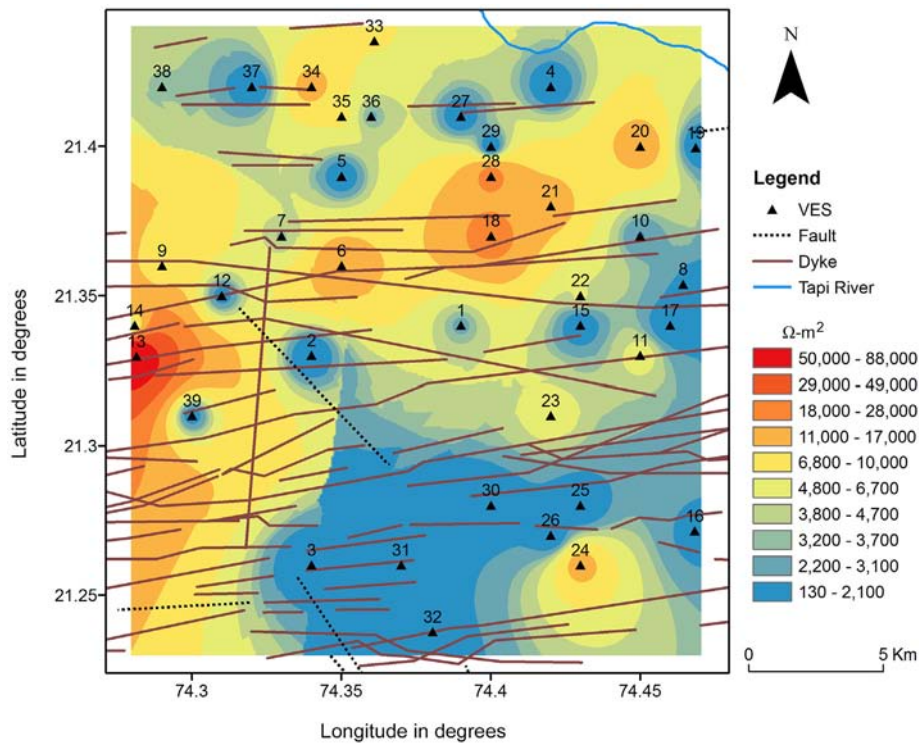 33
N
38
37
34
4
35
36
27
21.4
5
29
20
19
28
21
7
18
10
9
6
8
21.35
12
22
14
1
15
17
13
2
11
39
23
21.3
30
25
26
16
3
31
24
21.25
32
74.3
74.35
74.4
74.45
Latitude in degrees
Longitude in degrees
Legend
VES
Fault
Dyke
Tapi River
Ω-m²
50,000 - 88,000
29,000 - 49,000
18,000 - 28,000
11,000 - 17,000
6,800 - 10,000
4,800 - 6,700
3,800 - 4,700
3,200 - 3,700
2,200 - 3,100
130 - 2,100
0 5 Km